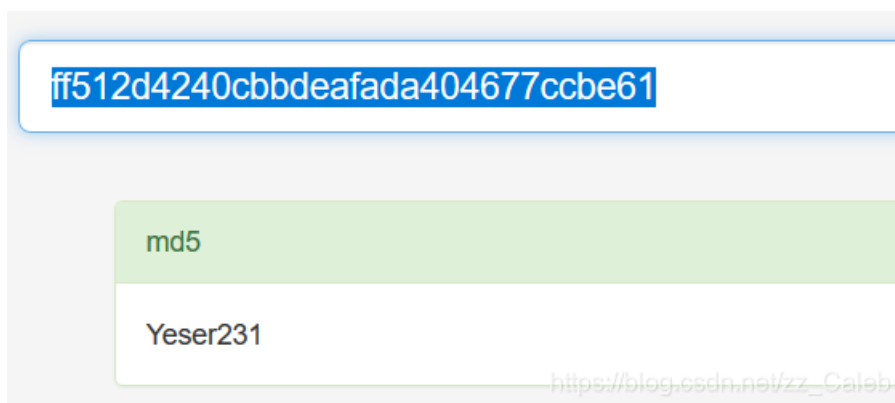 ff512d4240cbbdeafada404677ccbe61
md5
Yeser231
https://blog.csdn.net/zz_Caleb